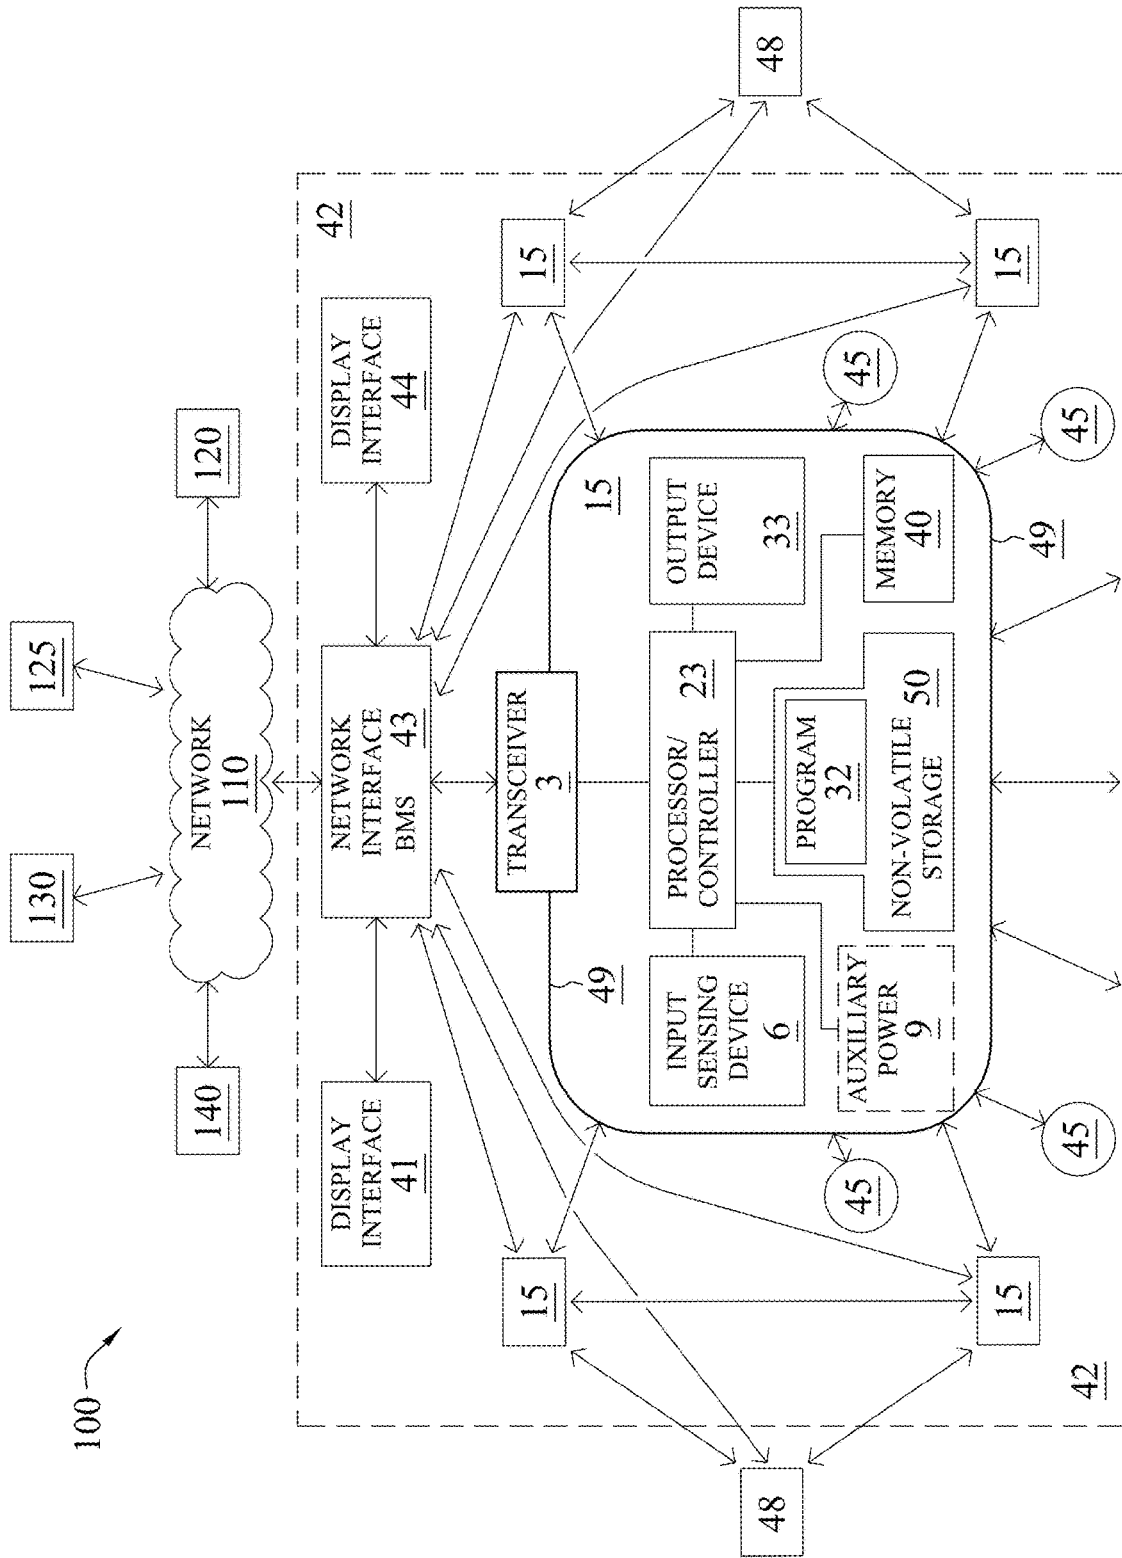 100
130
125
140
NETWORK
110
120
42
DISPLAY
INTERFACE
41
NETWORK
INTERFACE
BMS
43
DISPLAY
INTERFACE
44
15
TRANSCEIVER
3
15
49
15
INPUT
SENSING
DEVICE
6
PROCESSOR/
CONTROLLER
23
OUTPUT
DEVICE
33
48
48
PROGRAM
32
45
45
AUXILIARY
POWER
9
NON-VOLATILE
STORAGE
50
MEMORY
40
15
15
49
45
45
42